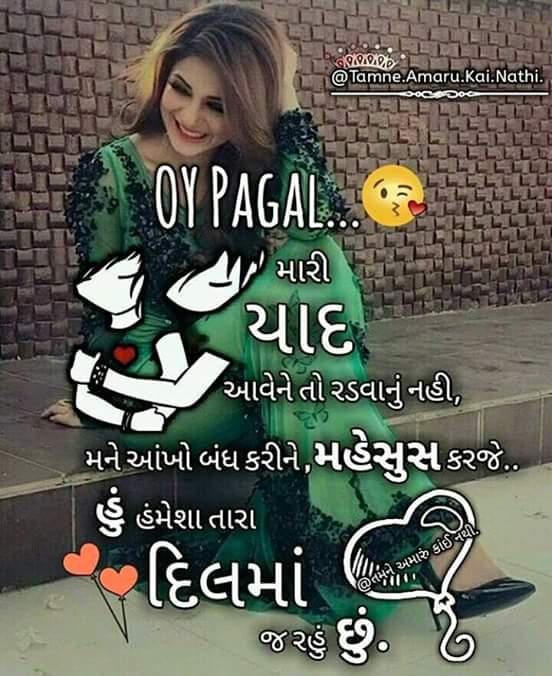 @Tamne.Amaru.Kai.Nathi.
OY PAGAL...
મારી
યાદ
આવેને તો રડવાનું નહી,
મને આંખો બંધ કરીને,મહેસુસ કરજે..
હું હંમેશા તારા
દિલમાં
@તમને અમારું કાંઈ નથી.
જ રહું છું.